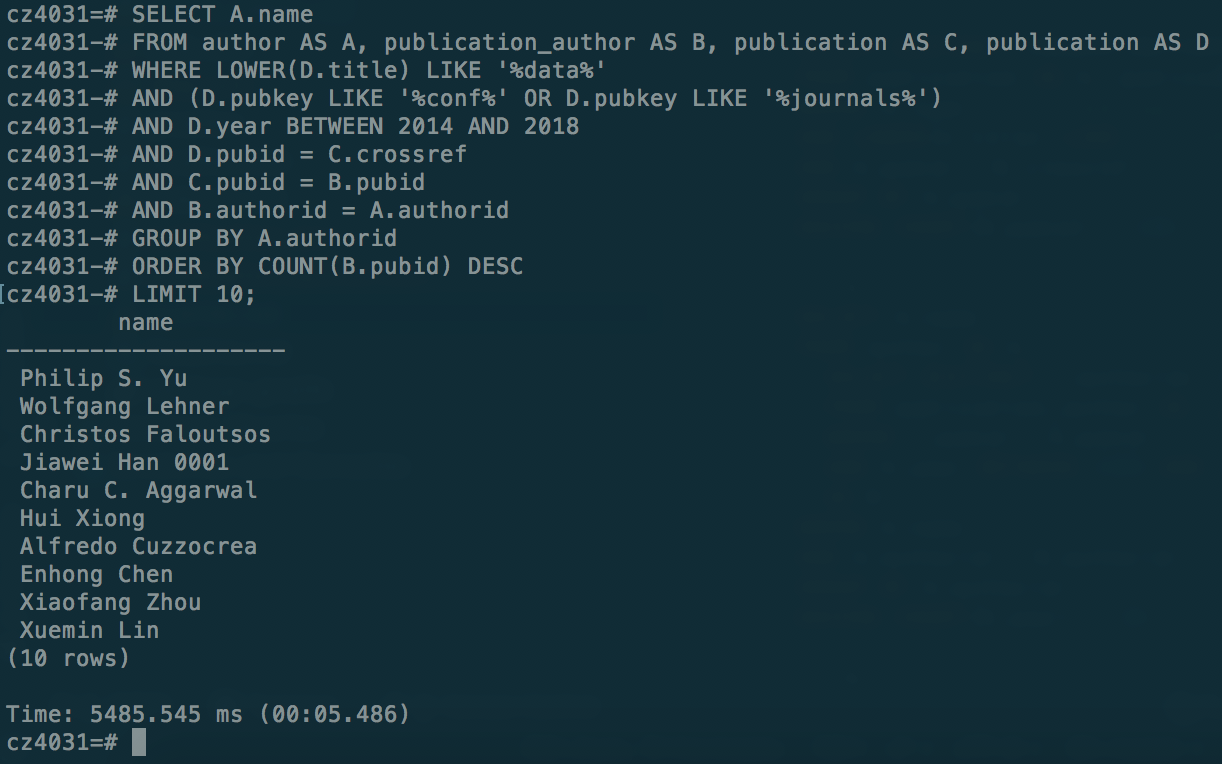 cz4031=# SELECT A.name
cz4031-# FROM author AS A, publication_author AS B, publication AS C, publication AS D
cz4031-# WHERE LOWER(D.title) LIKE '%data%'
cz4031-# AND (D.pubkey LIKE '%conf%' OR D.pubkey LIKE '%journals%')
cz4031-# AND D.year BETWEEN 2014 AND 2018
cz4031-# AND D.pubid = C.crossref
cz4031-# AND C.pubid = B.pubid
cz4031-# AND B.authorid = A.authorid
cz4031-# GROUP BY A.authorid
cz4031-# ORDER BY COUNT(B.pubid) DESC
[cz4031-# LIMIT 10;
        name
--------------------
 Philip S. Yu
 Wolfgang Lehner
 Christos Faloutsos
 Jiawei Han 0001
 Charu C. Aggarwal
 Hui Xiong
 Alfredo Cuzzocrea
 Enhong Chen
 Xiaofang Zhou
 Xuemin Lin
(10 rows)

Time: 5485.545 ms (00:05.486)
cz4031=#